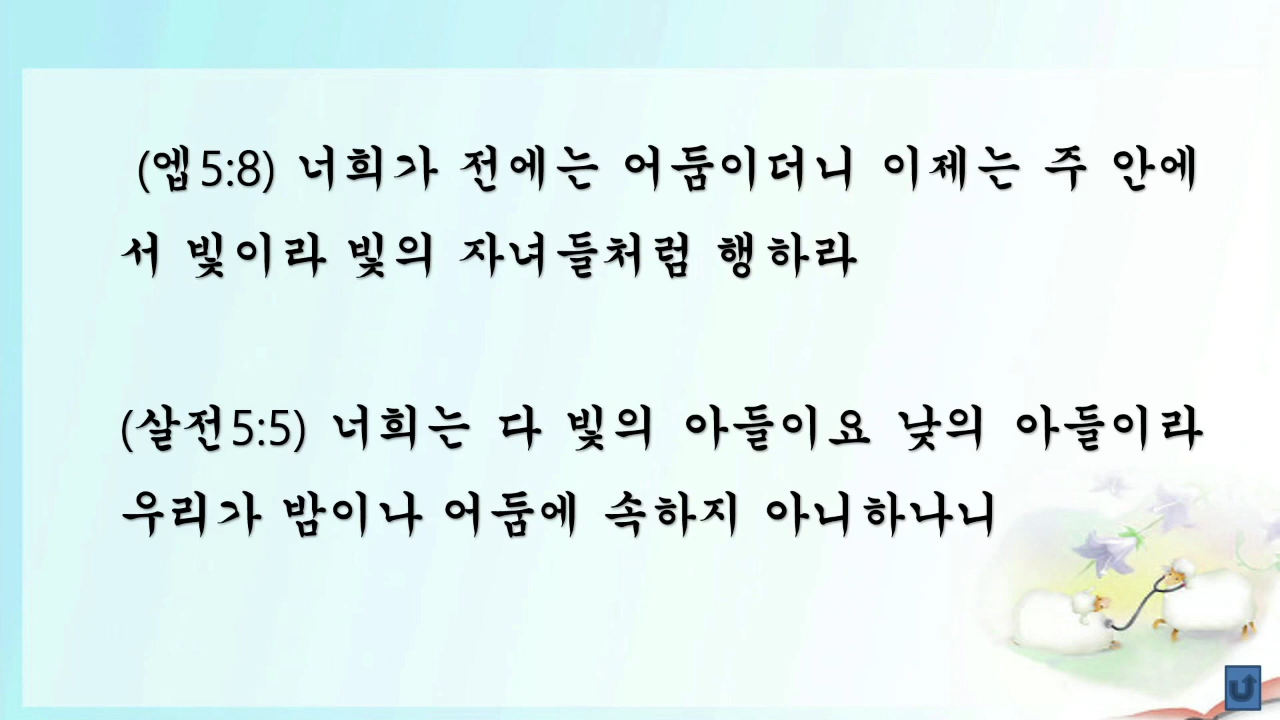 (엡5:8) 너희가 전에는 어둠이더니 이제는 주 안에
서 빛이라 빛의 자녀들처럼 행하라
(살전5:5) 너희는 다 빛의 아들이요 낮의 아들이라
우리가 밤이나 어둠에 속하지 아니하나니